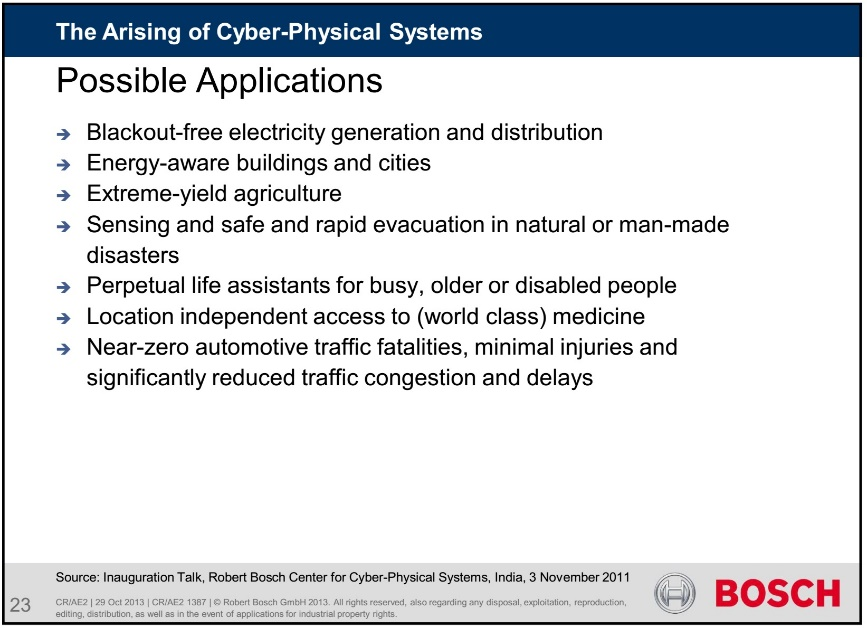 The Arising of Cyber-Physical Systems
Possible Applications
➔ Blackout-free electricity generation and distribution
➔ Energy-aware buildings and cities
➔ Extreme-yield agriculture
➔ Sensing and safe and rapid evacuation in natural or man-made
disasters
➔ Perpetual life assistants for busy, older or disabled people
➔ Location independent access to (world class) medicine
➔ Near-zero automotive traffic fatalities, minimal injuries and
significantly reduced traffic congestion and delays
Source: Inauguration Talk, Robert Bosch Center for Cyber-Physical Systems, India, 3 November 2011
23
CR/AE2 | 29 Oct 2013 | CR/AE2 1387 | © Robert Bosch GmbH 2013. All rights reserved, also regarding any disposal, exploitation, reproduction,
editing, distribution, as well as in the event of applications for industrial property rights.
BOSCH